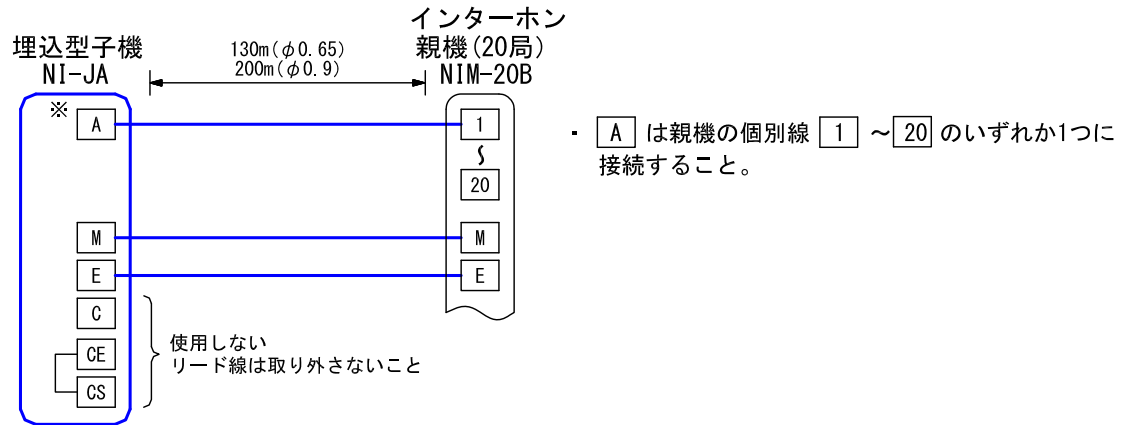 埋込型子機
NI-JA
130m(φ0.65)
200m(φ0.9)
インターホン
親機(20局)
NIM-20B
※
A
M
E
C
CE
CS
1
~
20
M
E
使用しない
リード線は取り外さないこと
・ A は親機の個別線 1 ～ 20 のいずれか1つに
接続すること。